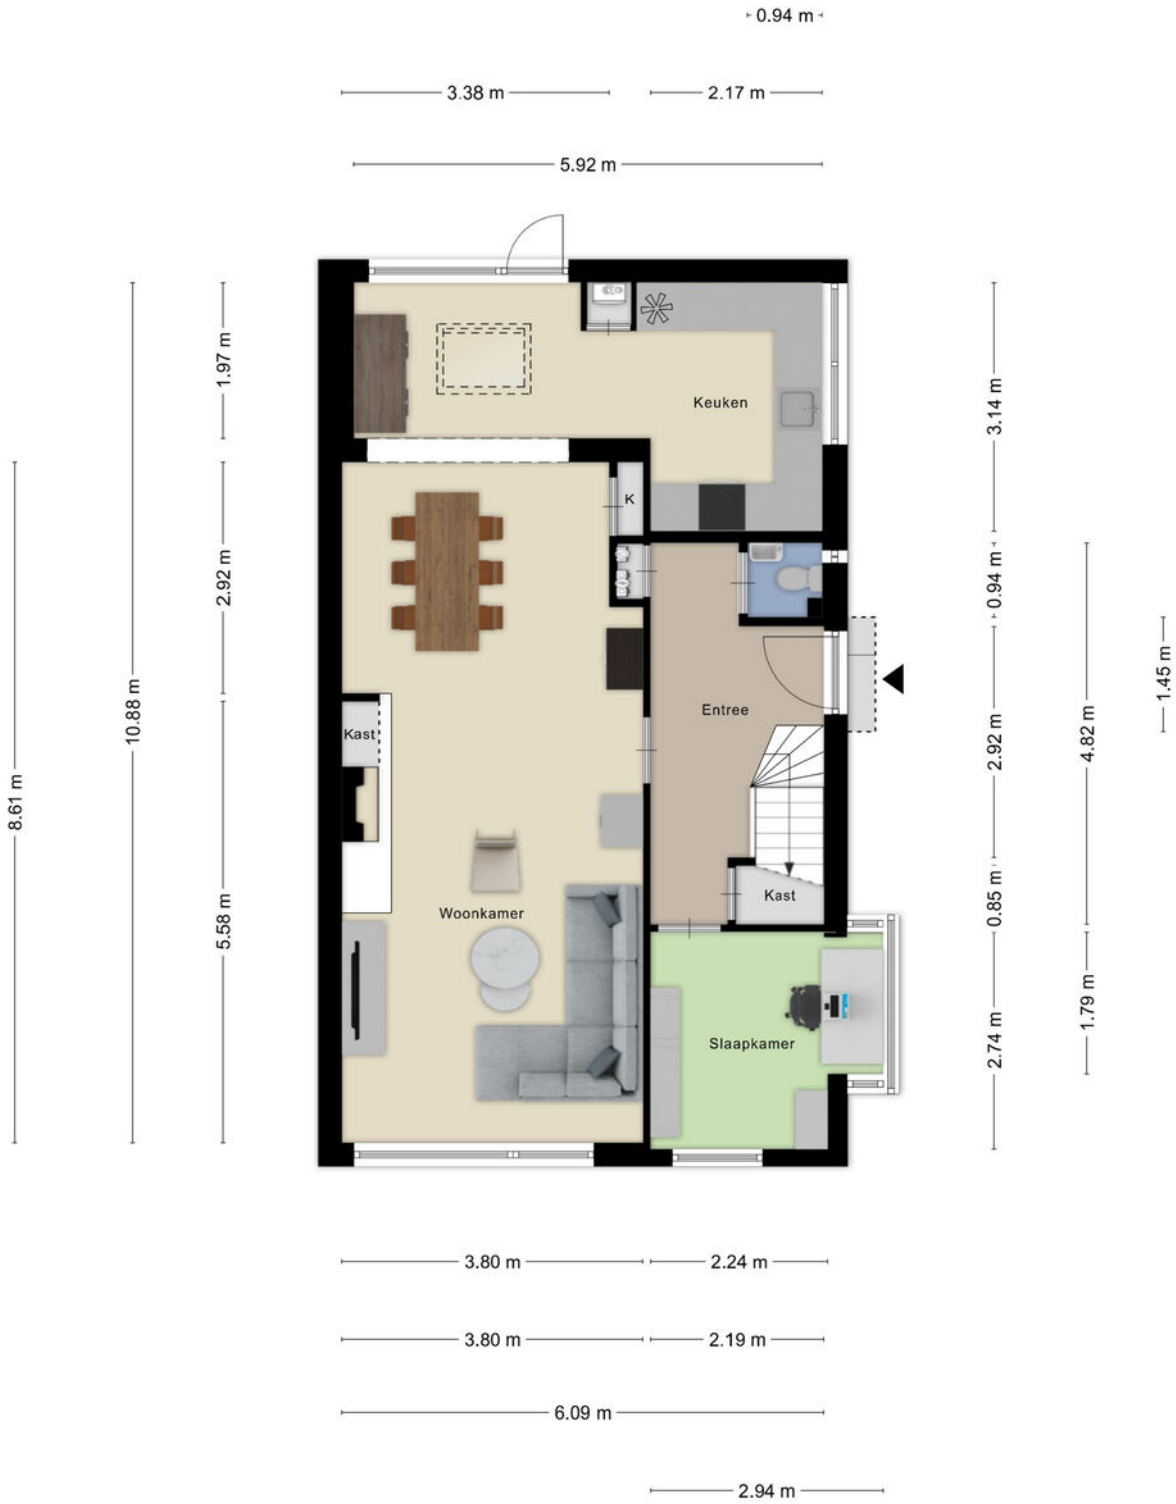 0.94 m
3.38 m
2.17 m
5.92 m
1.97 m
3.14 m
Keuken
K
2.92 m
0.94 m
10.88 m
8.61 m
Entree
Kast
2.92 m
4.82 m
1.45 m
5.58 m
Woonkamer
Kast
0.85 m
1.79 m
Slaapkamer
2.74 m
3.80 m
2.24 m
3.80 m
2.19 m
6.09 m
2.94 m